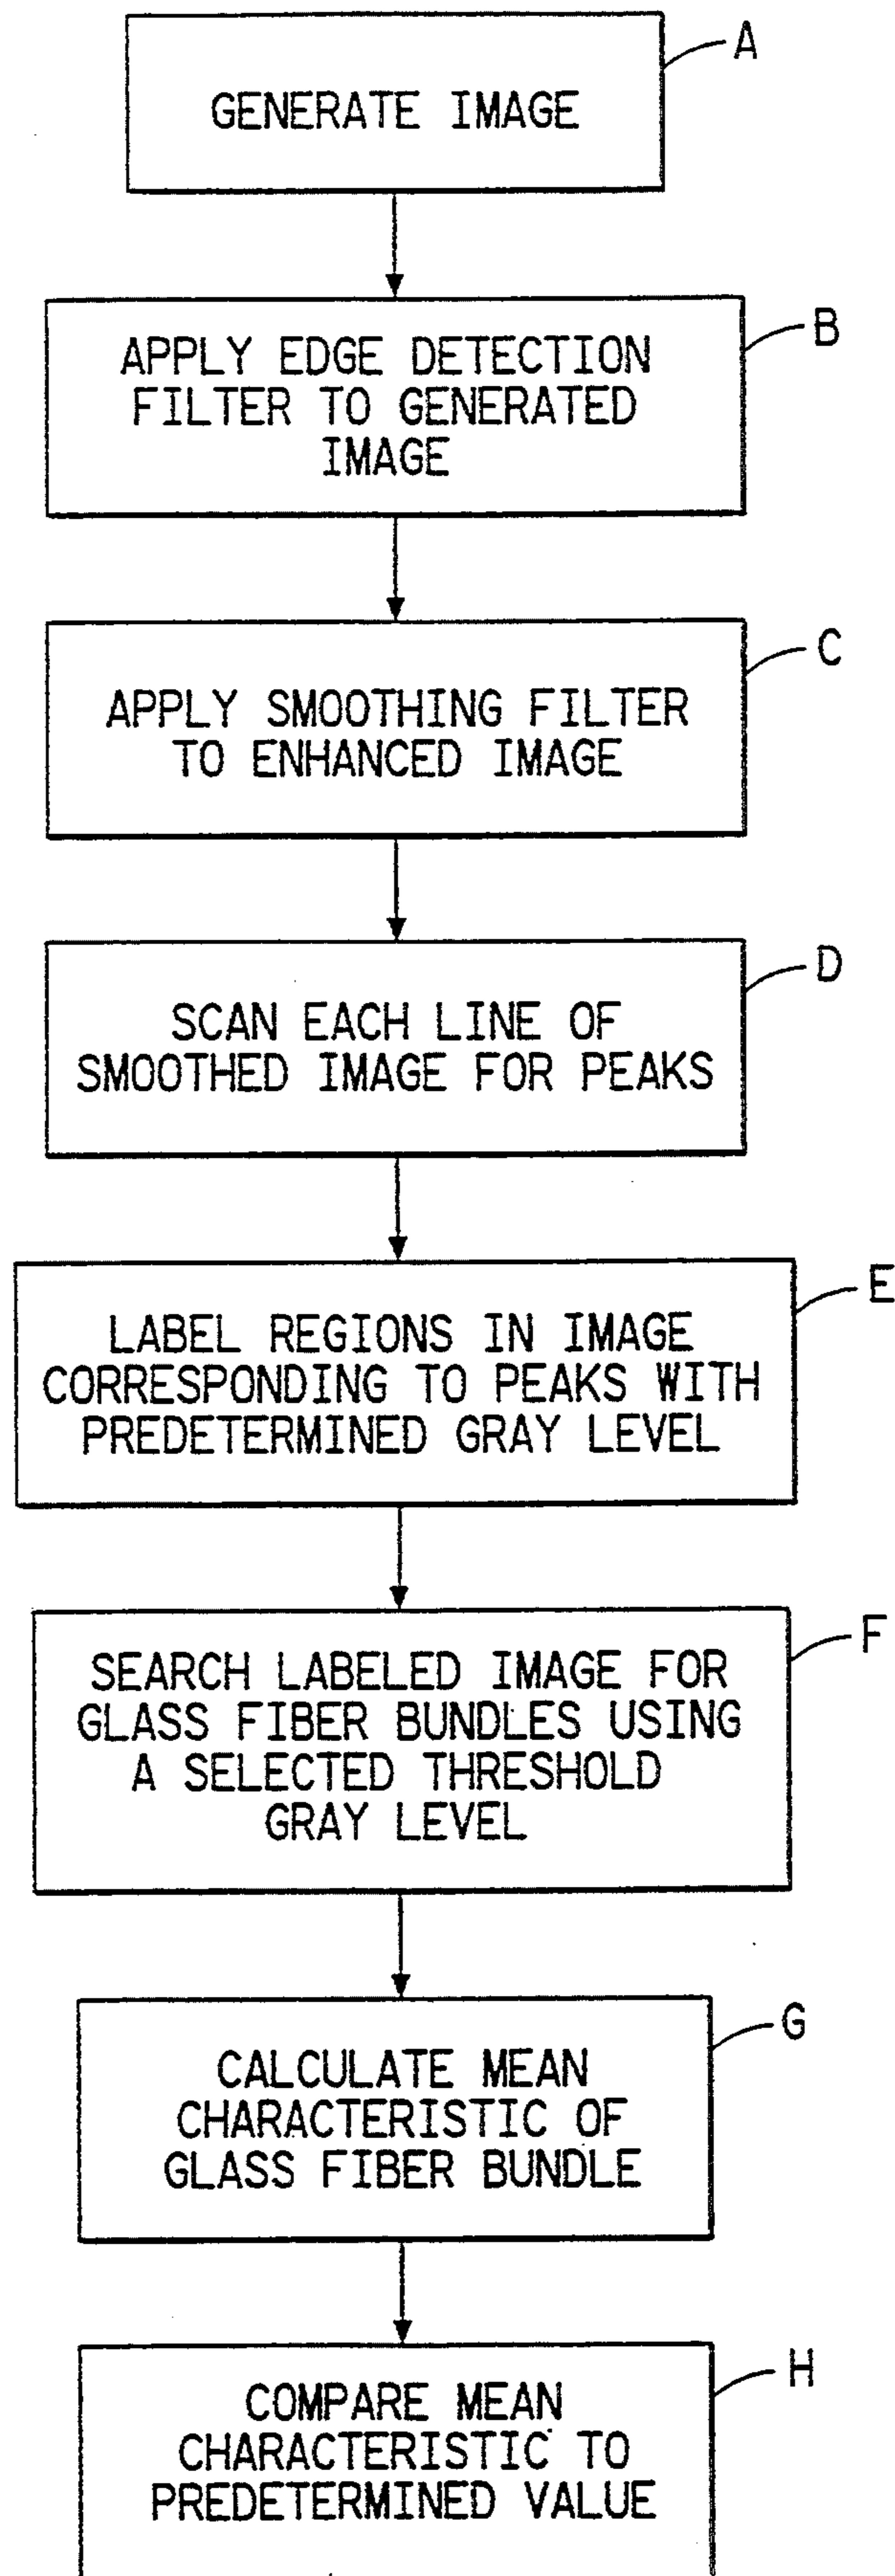 A
GENERATE IMAGE
B
APPLY EDGE DETECTION
FILTER TO GENERATED
IMAGE
C
APPLY SMOOTHING FILTER
TO ENHANCED IMAGE
D
SCAN EACH LINE OF
SMOOTHED IMAGE FOR PEAKS
E
LABEL REGIONS IN IMAGE
CORRESPONDING TO PEAKS WITH
PREDETERMINED GRAY LEVEL
F
SEARCH LABELED IMAGE FOR
GLASS FIBER BUNDLES USING
A SELECTED THRESHOLD
GRAY LEVEL
G
CALCULATE MEAN
CHARACTERISTIC OF
GLASS FIBER BUNDLE
H
COMPARE MEAN
CHARACTERISTIC TO
PREDETERMINED VALUE